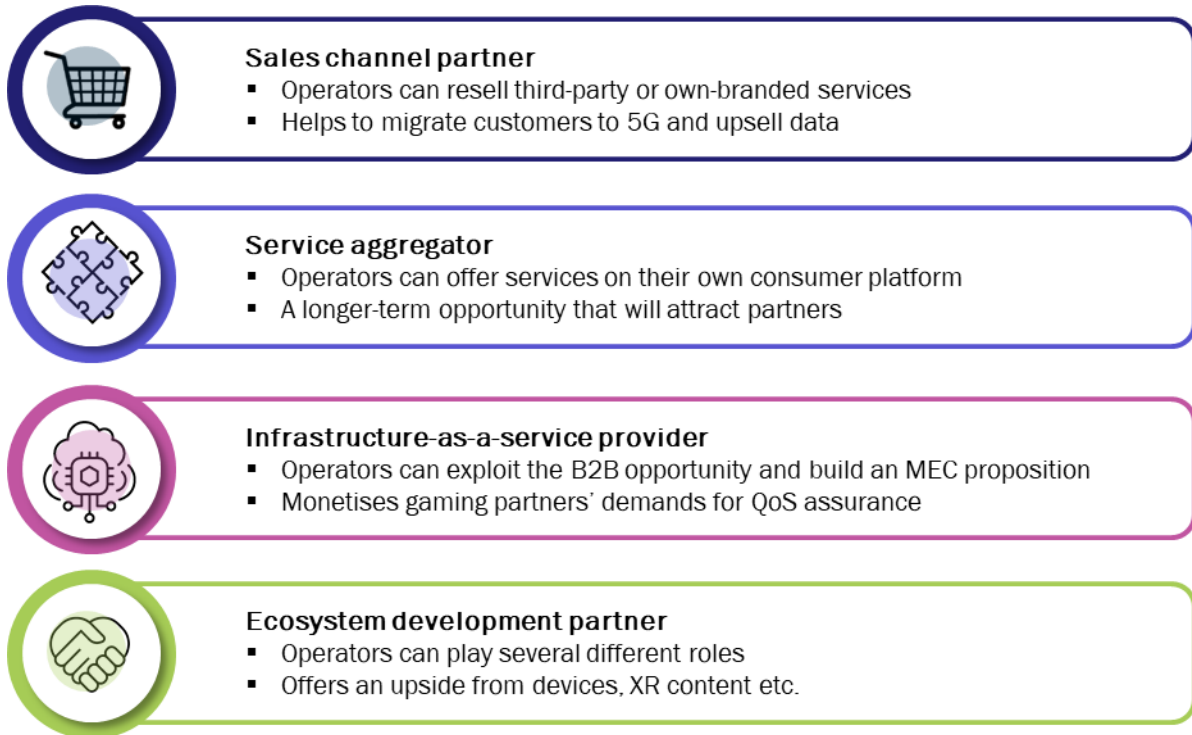 Sales channel partner
▪ Operators can resell third-party or own-branded services
▪ Helps to migrate customers to 5G and upsell data
Service aggregator
▪ Operators can offer services on their own consumer platform
▪ A longer-term opportunity that will attract partners
Infrastructure-as-a-service provider
▪ Operators can exploit the B2B opportunity and build an MEC proposition
▪ Monetises gaming partners’ demands for QoS assurance
Ecosystem development partner
▪ Operators can play several different roles
▪ Offers an upside from devices, XR content etc.